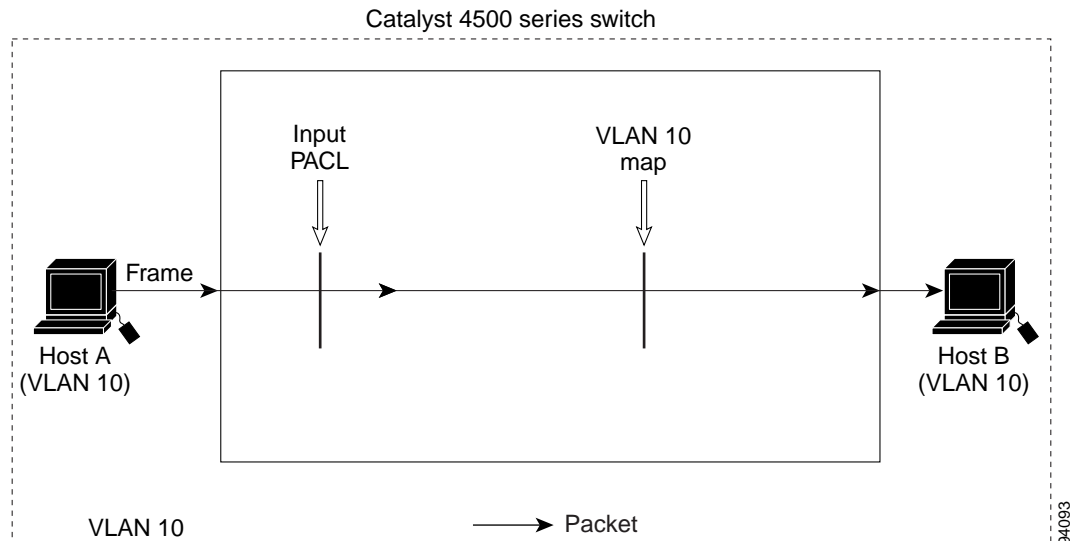 Catalyst 4500 series switch
Input
PACL
VLAN 10
map
Frame
Host A
(VLAN 10)
Host B
(VLAN 10)
VLAN 10
Packet
94093